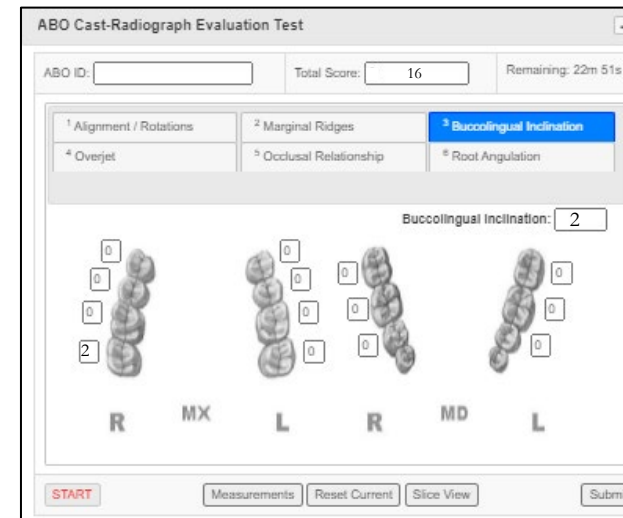 ABO Cast-Radiograph Evaluation Test
ABO ID: Total Score: 16 Remaining: 22m 51s
1 Alignment / Rotations 2 Marginal Ridges 3 Buccolingual Inclination
4 Overjet 5 Occlusal Relationship 6 Root Angulation
Buccolingual Inclination: 2
0 0 0 0
0 0 0 0
0 0 0 0
2 0
R MX L R MD L
START Measurements Reset Current Slice View Subm